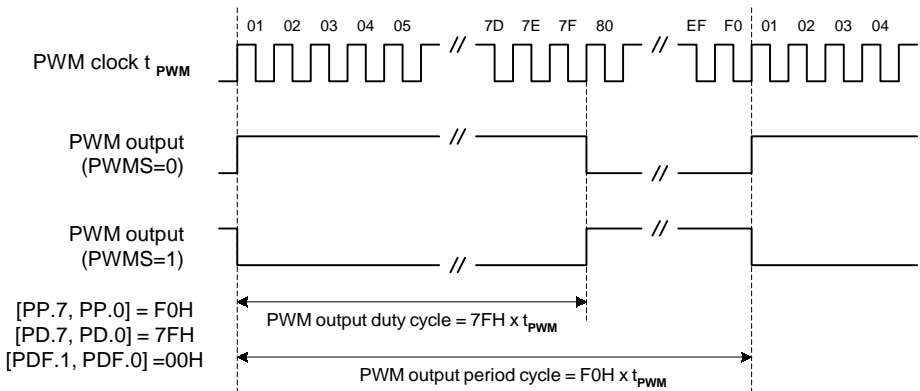 01 02 03 04 05 7D 7E 7F 80 EF F0 01 02 03 04
PWM clock t PWM
PWM output
(PWMS=0)
PWM output
(PWMS=1)
[PP.7, PP.0] = F0H
[PD.7, PD.0] = 7FH
[PDF.1, PDF.0] =00H
PWM output duty cycle = 7FH x tPWM
PWM output period cycle = F0H x tPWM